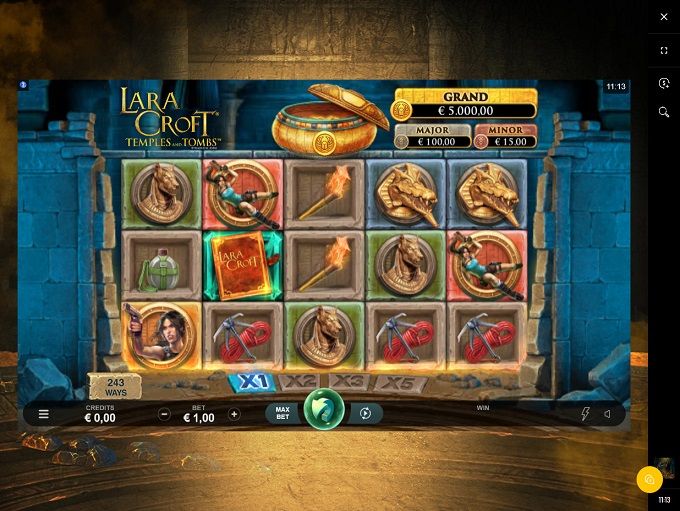 11:13
LARA
CROFT
TEMPLES AND TOMBS™
GRAND
€ 5.000,00
MAJOR
€ 100,00
MINOR
€ 15.00
LARA
CROFT
243
WAYS
X1
X2
X3
X5
CREDITS
€ 0,00
BET
€ 1,00
MAX
BET
WIN
11:13